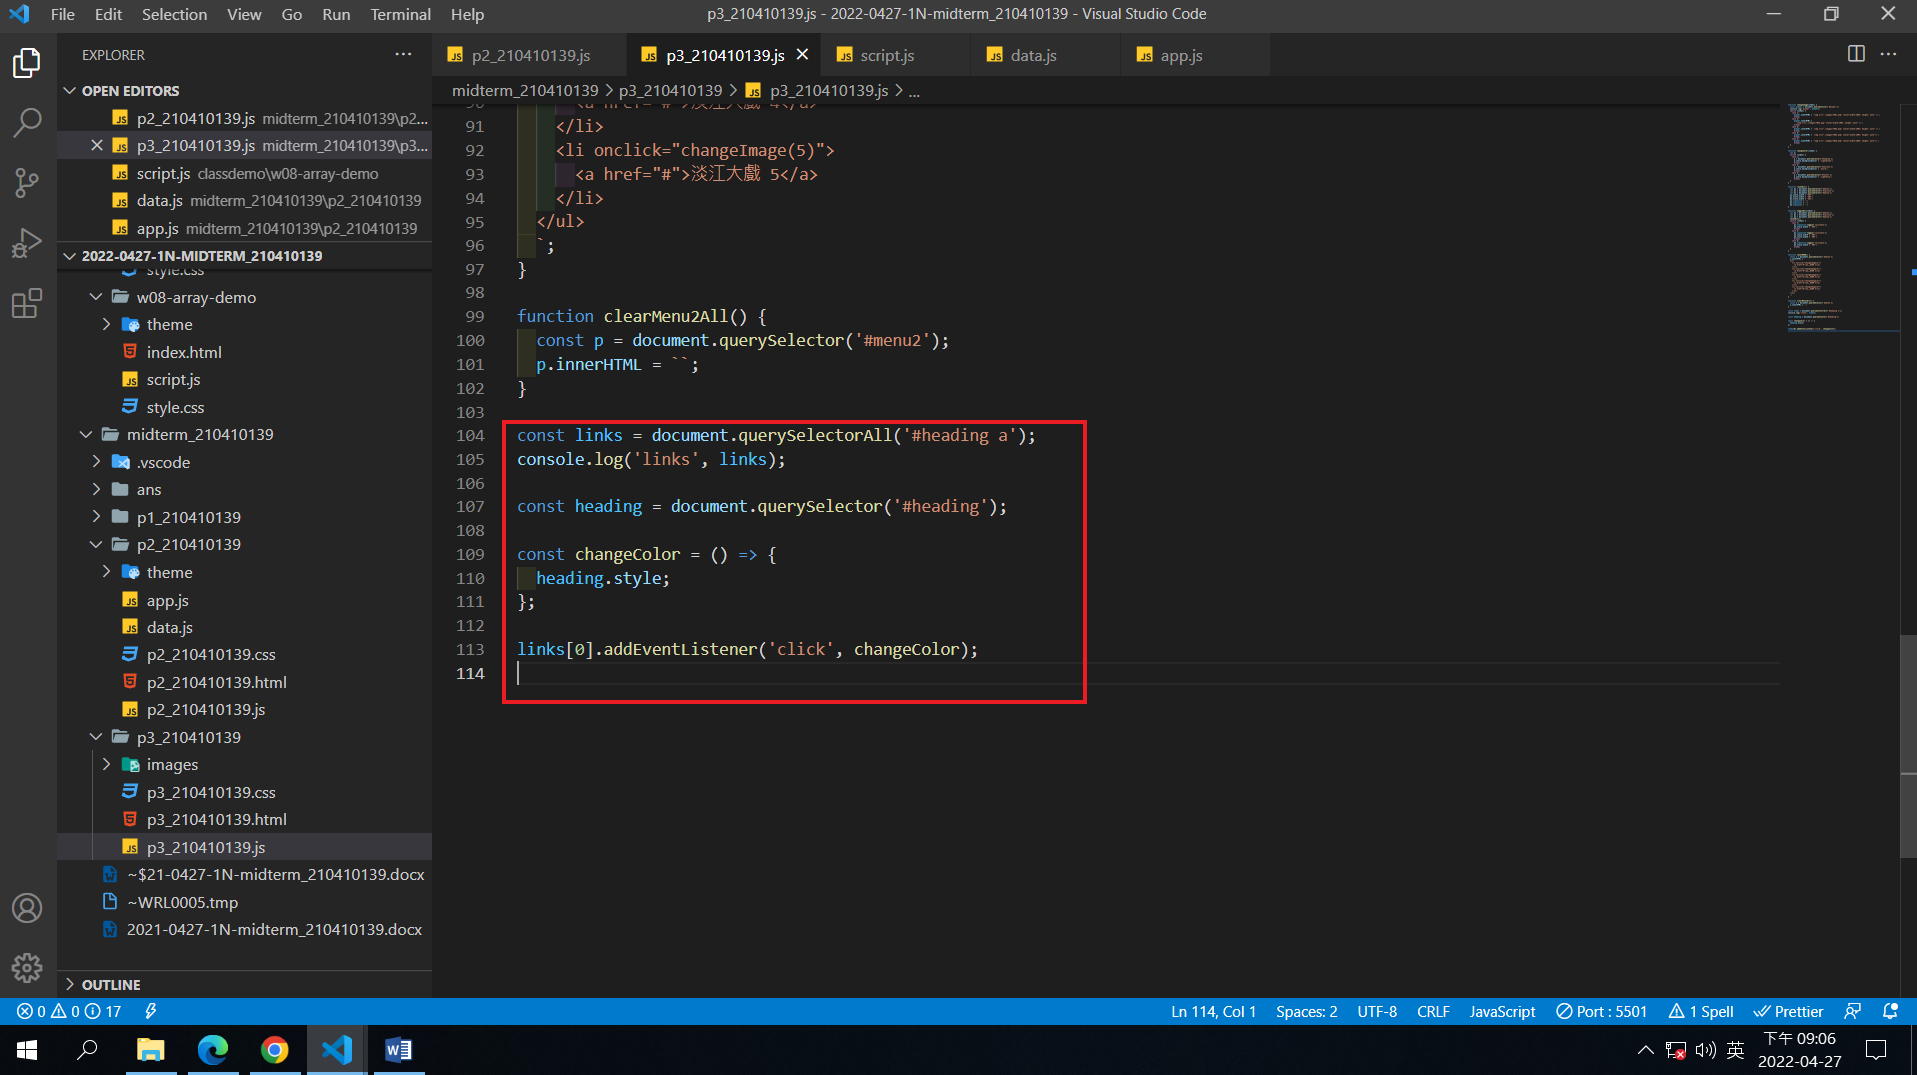 File Edit Selection View Go Run Terminal Help
p3_210410139.js - 2022-0427-1N-midterm_210410139 - Visual Studio Code
EXPLORER
OPEN EDITORS
p2_210410139.js midterm_210410139\p2...
p3_210410139.js midterm_210410139\p3...
script.js classdemo\w08-array-demo
data.js midterm_210410139\p2_210410139
app.js midterm_210410139\p2_210410139
2022-0427-1N-MIDTERM_210410139
style.css
w08-array-demo
theme
index.html
script.js
style.css
midterm_210410139
.vscode
ans
p1_210410139
p2_210410139
theme
app.js
data.js
p2_210410139.css
p2_210410139.html
p2_210410139.js
p3_210410139
images
p3_210410139.css
p3_210410139.html
p3_210410139.js
~$21-0427-1N-midterm_210410139.docx
~WRL0005.tmp
2021-0427-1N-midterm_210410139.docx
OUTLINE
p2_210410139.js p3_210410139.js script.js data.js app.js
midterm_210410139 > p3_210410139 > p3_210410139.js > ...
90 <a href="#">淡江大戲 4</a>
91 </li>
92 <li onclick="changeImage(5)">
93 <a href="#">淡江大戲 5</a>
94 </li>
95 </ul>
96 `;
97 }
98
99 function clearMenu2All() {
100 const p = document.querySelector('#menu2');
101 p.innerHTML = ``;
102 }
103
104 const links = document.querySelectorAll('#heading a');
105 console.log('links', links);
106
107 const heading = document.querySelector('#heading');
108
109 const changeColor = () => {
110 heading.style;
111 };
112
113 links[0].addEventListener('click', changeColor);
114
0 0 17
Ln 114, Col 1 Spaces: 2 UTF-8 CRLF JavaScript Port : 5501 1 Spell Prettier
英
下午 09:06
2022-04-27